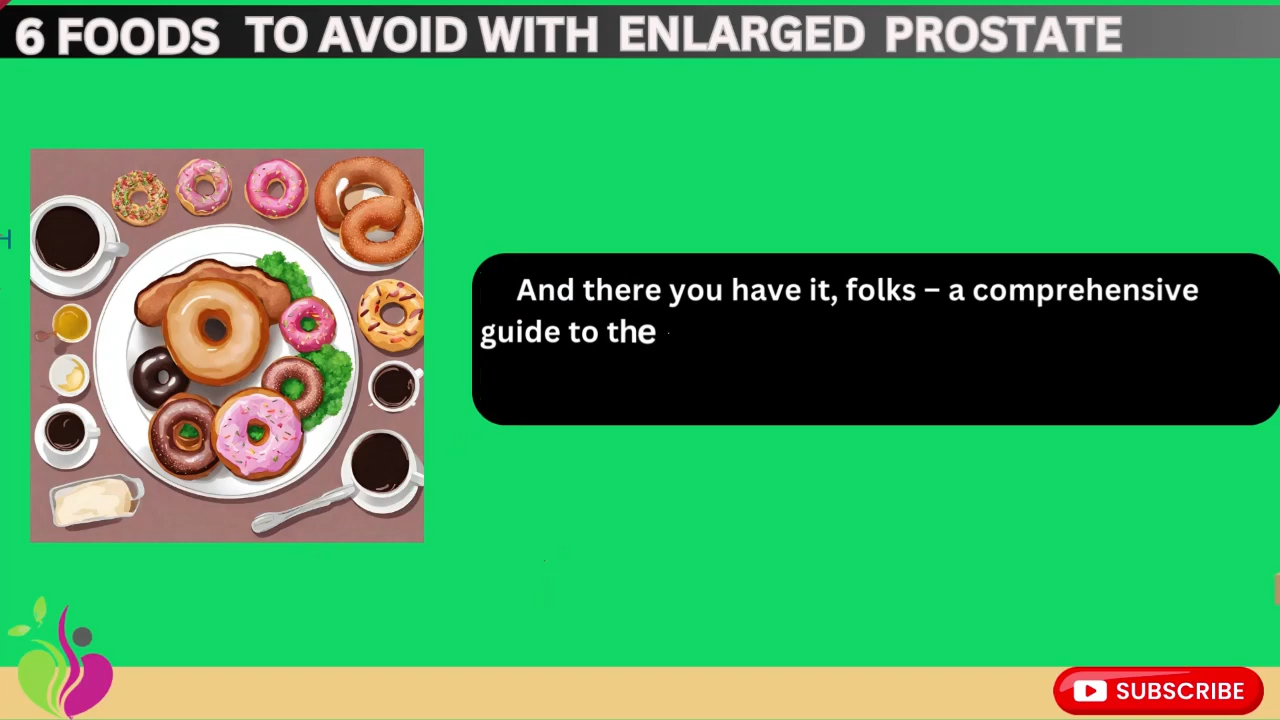 6 FOODS TO AVOID WITH ENLARGED PROSTATE
H
And there you have it, folks – a comprehensive
guide to the
SUBSCRIBE